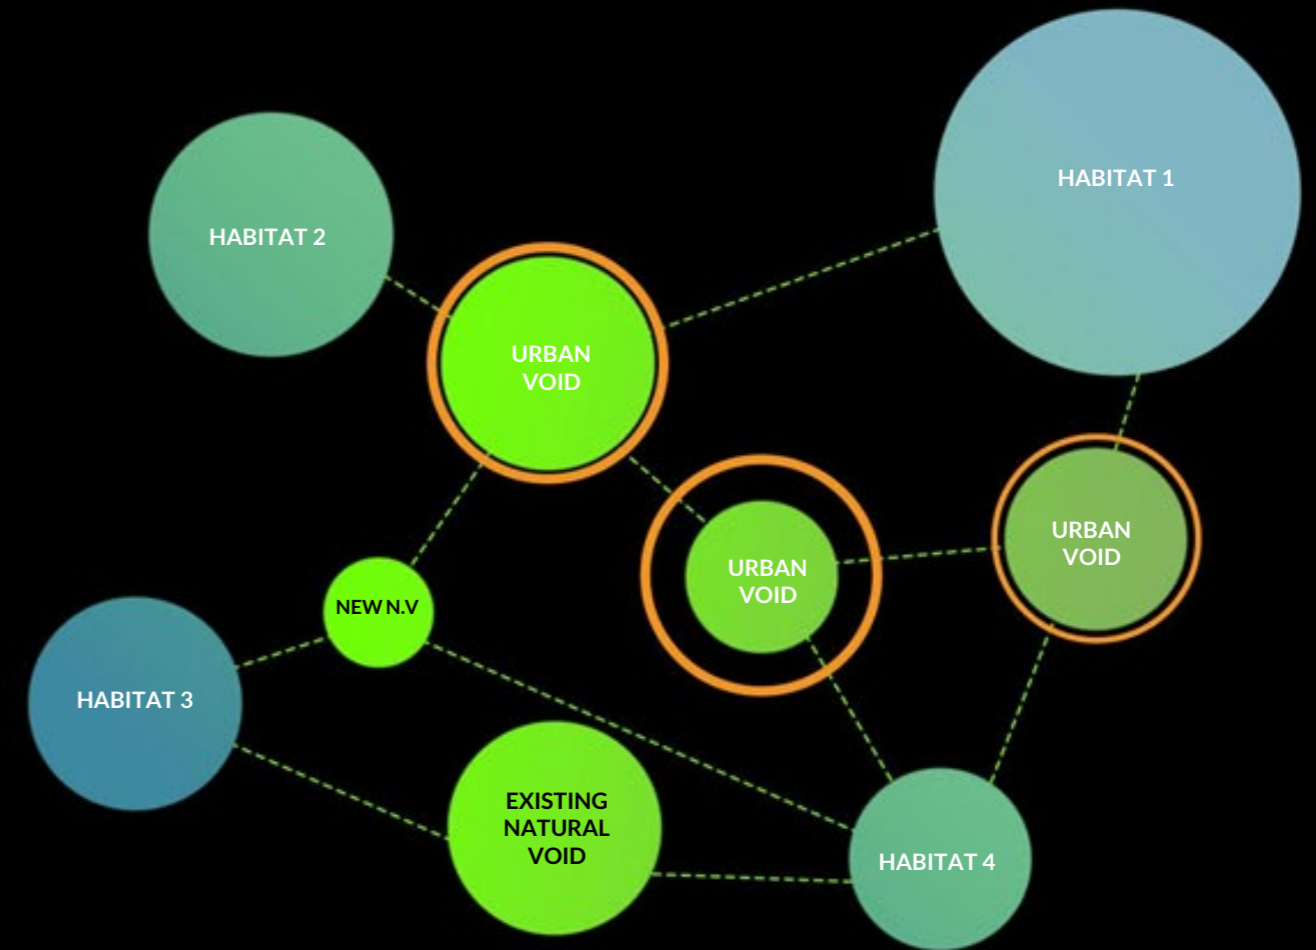 HABITAT 1
HABITAT 2
URBAN
VOID
URBAN
VOID
URBAN
VOID
NEW N.V
HABITAT 3
EXISTING
NATURAL
VOID
HABITAT 4